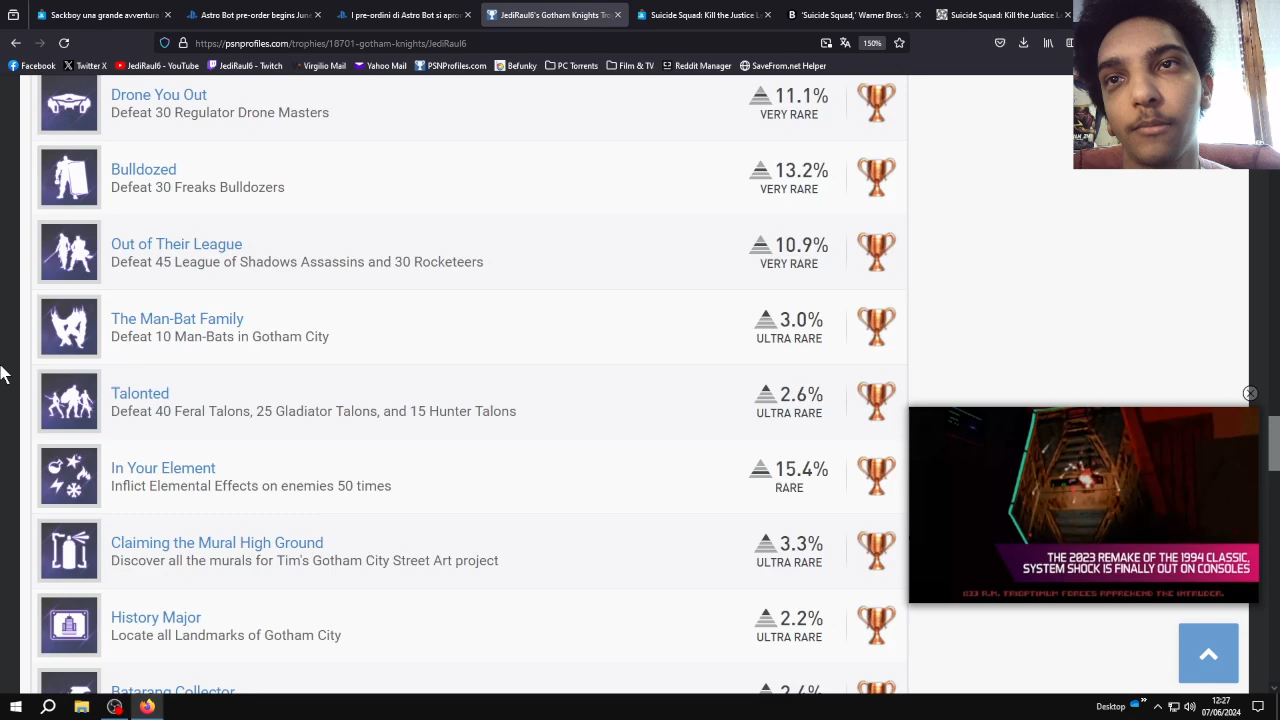 Sackboy una avventura
Astro Bot pre-order begins June
I pre-ordini di Astro Bot si apro
JediRaul6's Gotham Knights Tro
Suicide Squad: Kill the Justice L
'Suicide Squad,' Warner Bros.'s
Suicide Squad: Kill the Justice L
https://psnprofiles.com/trophies/18701-gotham-knights/JediRaul6
150%
Facebook
Twitter X
JediRaul6 - YouTube
JediRaul6 - Twitch
Virgilio Mail
Yahoo Mail
PSNProfiles.com
Befunky
PC Torrents
Film & TV
Reddit Manager
SaveFrom.net Helper
Drone You Out
Defeat 30 Regulator Drone Masters
11.1%
VERY RARE
Bulldozed
Defeat 30 Freaks Bulldozers
13.2%
VERY RARE
Out of Their League
Defeat 45 League of Shadows Assassins and 30 Rocketeers
10.9%
VERY RARE
The Man-Bat Family
Defeat 10 Man-Bats in Gotham City
3.0%
ULTRA RARE
Talonted
Defeat 40 Feral Talons, 25 Gladiator Talons, and 15 Hunter Talons
2.6%
ULTRA RARE
In Your Element
Inflict Elemental Effects on enemies 50 times
15.4%
RARE
Claiming the Mural High Ground
Discover all the murals for Tim's Gotham City Street Art project
3.3%
ULTRA RARE
History Major
Locate all Landmarks of Gotham City
2.2%
ULTRA RARE
Batarang Collector
2.4%
THE 2023 REMAKE OF THE 1994 CLASSIC,
SYSTEM SHOCK IS FINALLY OUT ON CONSOLES
TRIOPTIMUM FORCES APPREHEND THE INTRUDER.
Desktop
12:27
07/06/2024